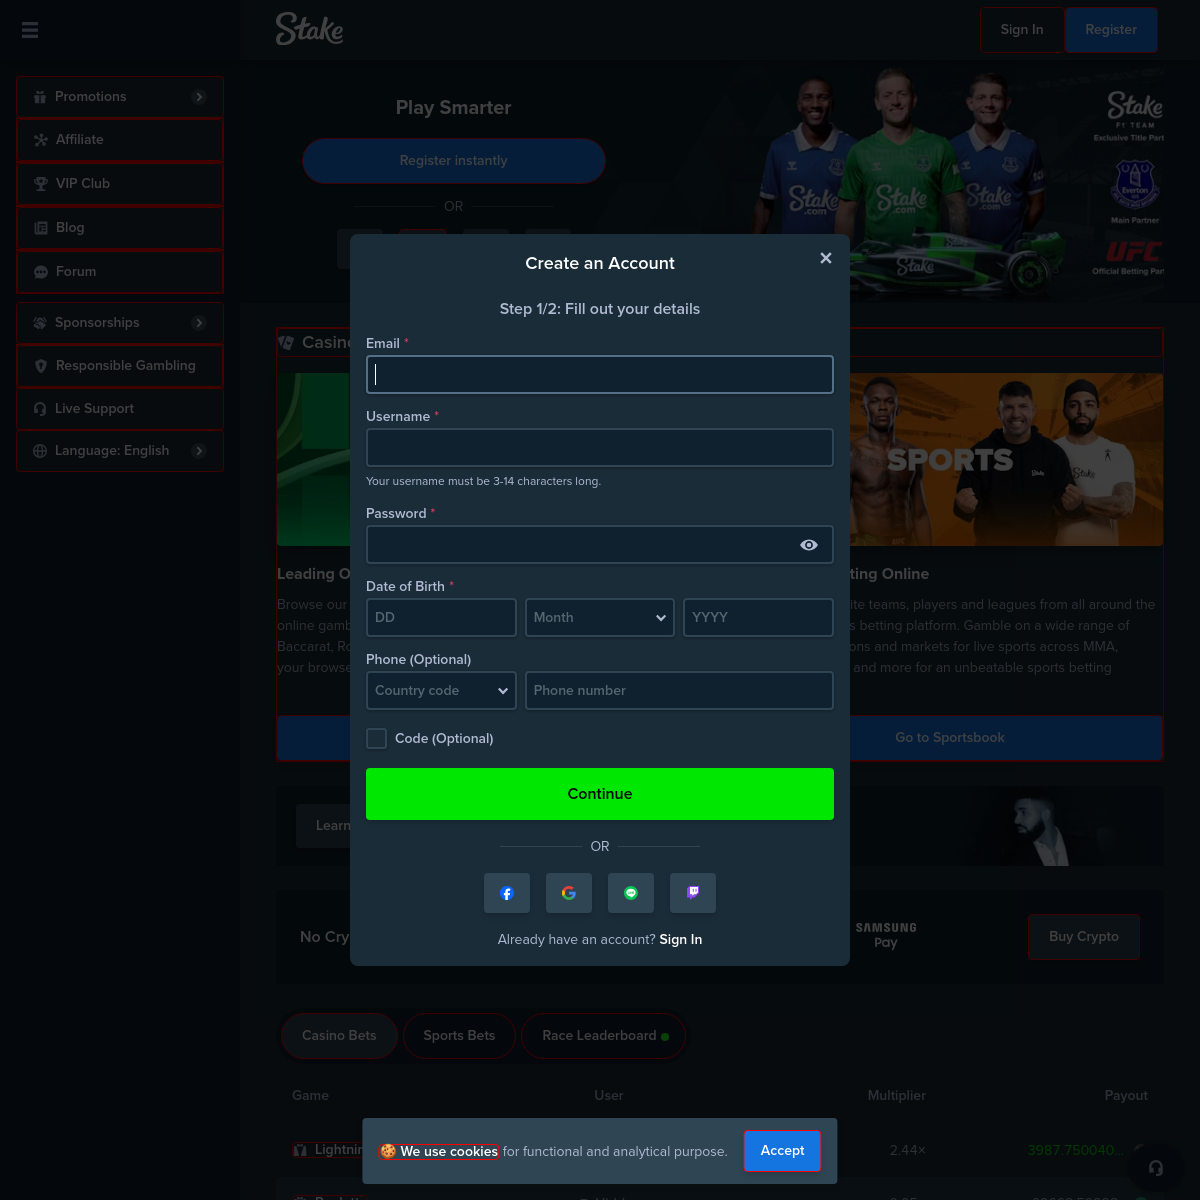 Stake
Sign In
Register
Promotions
Affiliate
VIP Club
Blog
Forum
Sponsorships
Responsible Gambling
Live Support
Language: English
Play Smarter
Register instantly
OR
Stake
F1 TEAM
Exclusive Title Part
Everton
Main Partner
UFC
Official Betting Part
Stake
.com
Stake
.com
Stake
.com
Stake
Create an Account
Step 1/2: Fill out your details
Email *
Username *
Your username must be 3-14 characters long.
Password *
Date of Birth *
DD
Month
YYYY
Phone (Optional)
Country code
Phone number
Code (Optional)
Continue
OR
Already have an account? Sign In
SPORTS
Leading O
Browse our
online gamb
Baccarat, Ro
your browse
ting Online
ite teams, players and leagues from all around the
s betting platform. Gamble on a wide range of
ons and markets for live sports across MMA,
and more for an unbeatable sports betting
Go to Sportsbook
Learn
No Cry
SAMSUNG
Pay
Buy Crypto
Casino Bets
Sports Bets
Race Leaderboard
Game
User
Multiplier
Payout
Lightnin
2.44×
3987.750040...
🍪 We use cookies for functional and analytical purpose.
Accept